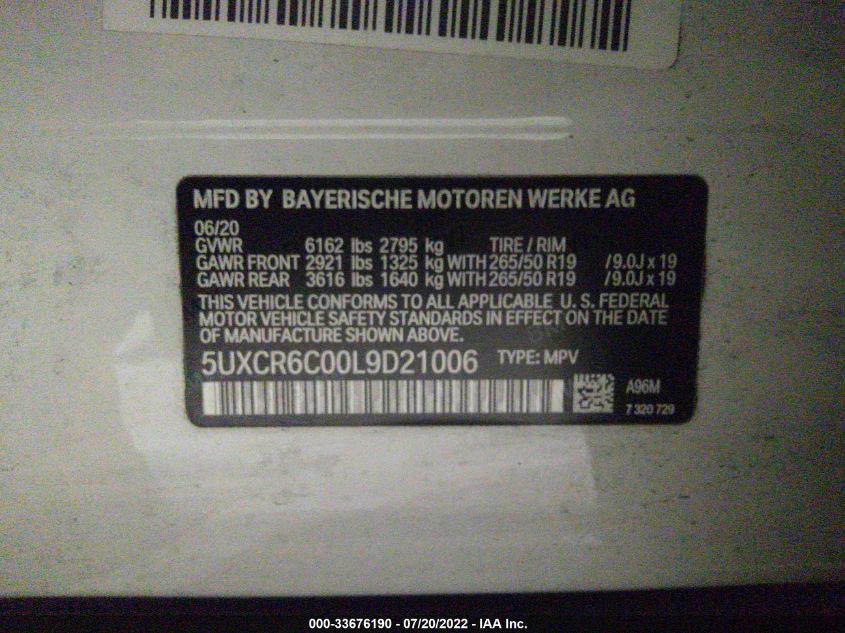 MFD BY BAYERISCHE MOTOREN WERKE AG
06/20
GVWR 6162 lbs 2795 kg TIRE / RIM
GAWR FRONT 2921 lbs 1325 kg WITH 265/50 R19 / 9.0J x 19
GAWR REAR 3616 lbs 1640 kg WITH 265/50 R19 / 9.0J x 19
THIS VEHICLE CONFORMS TO ALL APPLICABLE U. S. FEDERAL
MOTOR VEHICLE SAFETY STANDARDS IN EFFECT ON THE DATE
OF MANUFACTURE SHOWN ABOVE.
5UXCR6C00L9D21006 TYPE: MPV
A96M
7 320 729
000-33676190 - 07/20/2022 - IAA Inc.